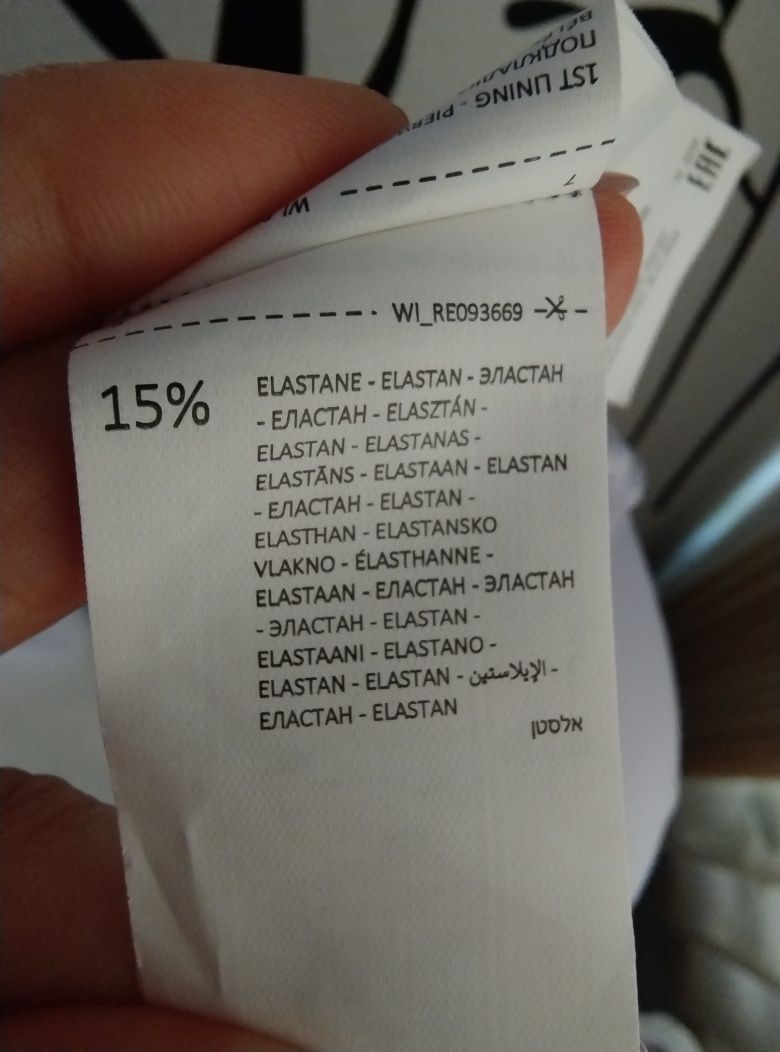 1ST LINING -
WI_RE093669
15%
ELASTANE - ELASTAN - ЭЛАСТАН
- ЕЛАСТАН - ELASZTÁN -
ELASTAN - ELASTANAS -
ELASTĀNS - ELASTAAN - ELASTAN
- ЕЛАСТАН - ELASTAN -
ELASTHAN - ELASTANSKO
VLAKNO - ÉLASTHANNE -
ELASTAAN - ЕЛАСТАН - ЭЛАСТАН
- ЭЛАСТАН - ELASTAN -
ELASTAANI - ELASTANO -
ELASTAN - ELASTAN - الإيلاستين -
ЕЛАСТАН - ELASTAN
אלסטן